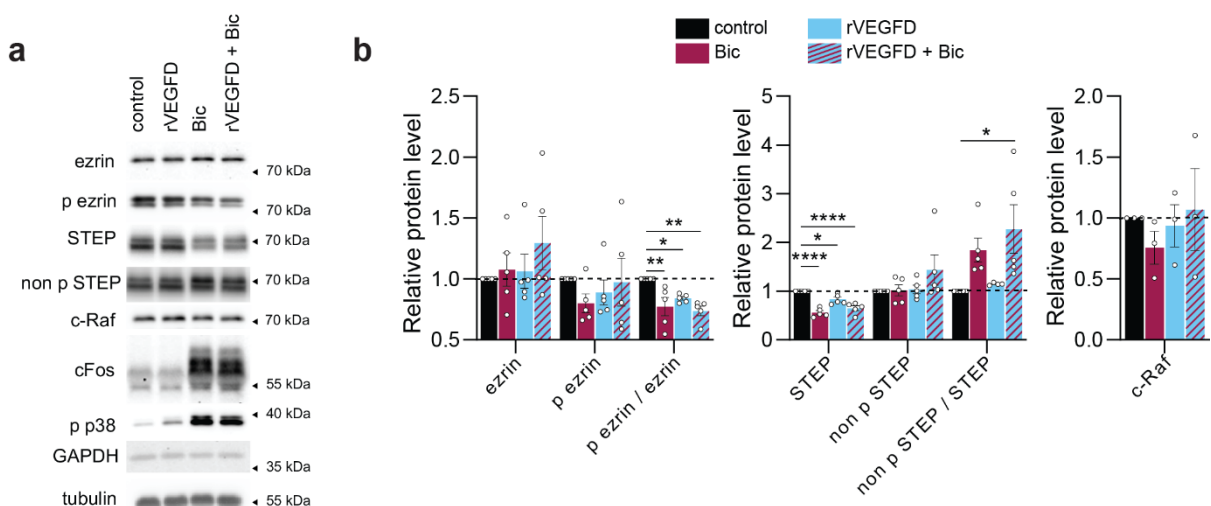 a
control
rVEGFD
Bic
rVEGFD + Bic
ezrin
70 kDa
p ezrin
70 kDa
STEP
70 kDa
non p STEP
70 kDa
c-Raf
70 kDa
cFos
55 kDa
40 kDa
p p38
GAPDH
35 kDa
tubulin
55 kDa
b
control
rVEGFD
Bic
rVEGFD + Bic
Relative protein level
2.5
2.0
1.5
1.0
0.5
**
*
**
ezrin
p ezrin
p ezrin / ezrin
Relative protein level
5
4
3
2
1
0
****
*
****
*
STEP
non p STEP
non p STEP / STEP
Relative protein level
2.0
1.5
1.0
0.5
0.0
c-Raf